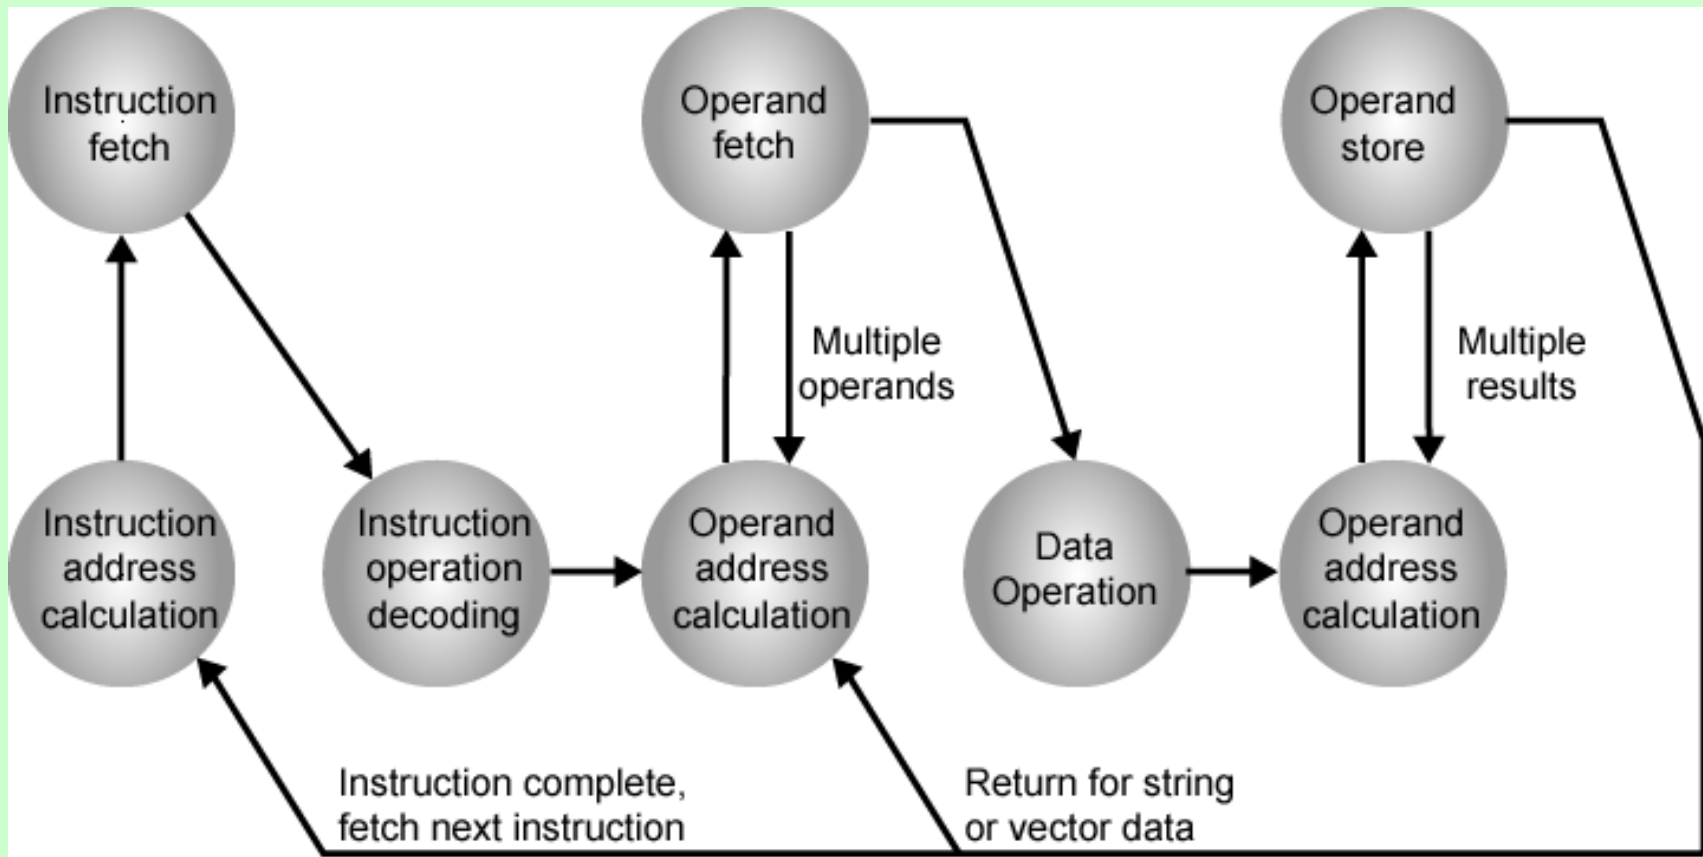 Instruction
fetch
Operand
fetch
Operand
store
Multiple
operands
Multiple
results
Instruction
address
calculation
Instruction
operation
decoding
Operand
address
calculation
Data
Operation
Operand
address
calculation
Instruction complete,
fetch next instruction
Return for string
or vector data